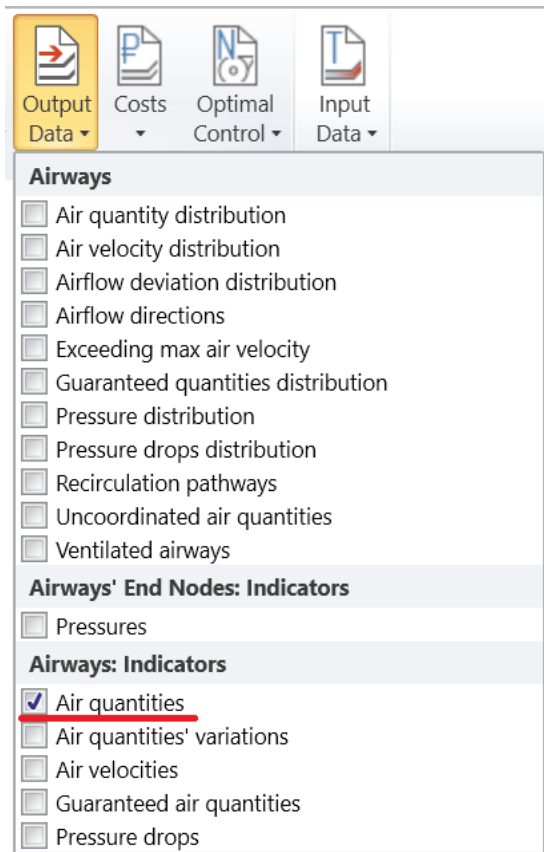 Output Data
Costs
Optimal Control
Input Data
Airways
Air quantity distribution
Air velocity distribution
Airflow deviation distribution
Airflow directions
Exceeding max air velocity
Guaranteed quantities distribution
Pressure distribution
Pressure drops distribution
Recirculation pathways
Uncoordinated air quantities
Ventilated airways
Airways' End Nodes: Indicators
Pressures
Airways: Indicators
Air quantities
Air quantities' variations
Air velocities
Guaranteed air quantities
Pressure drops